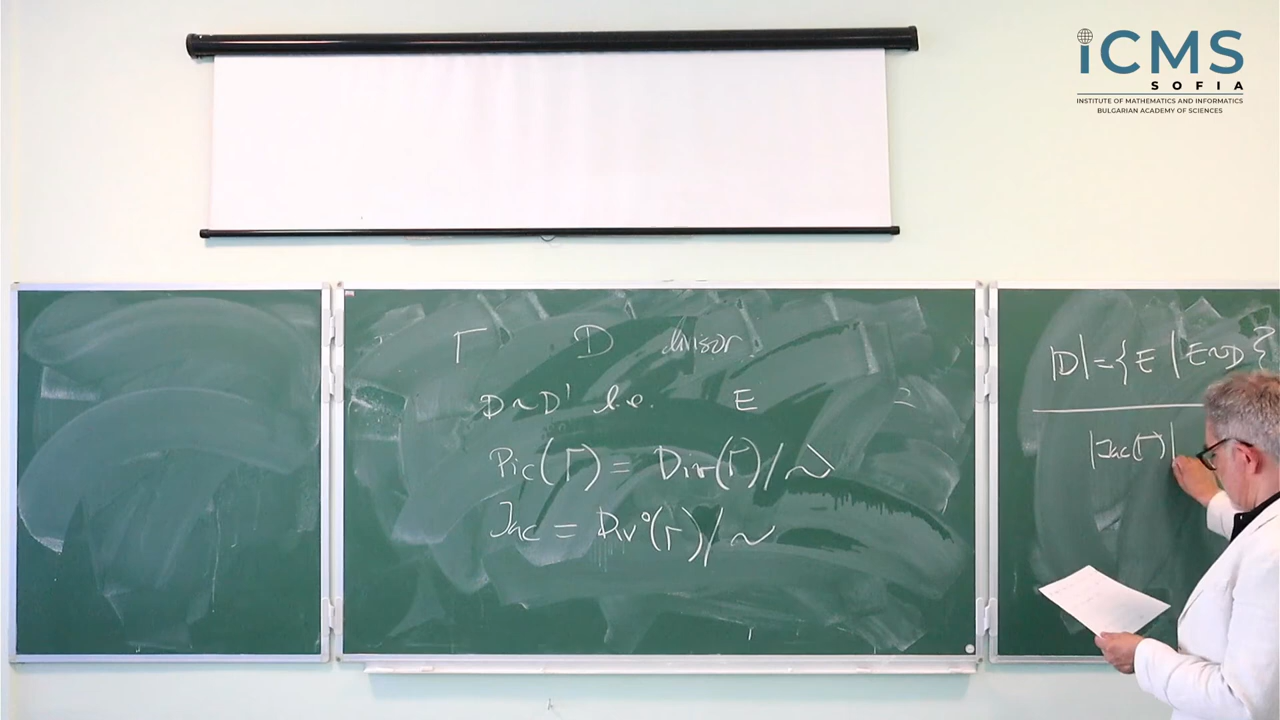 iCMS
SOFIA
INSTITUTE OF MATHEMATICS AND INFORMATICS
BULGARIAN ACADEMY OF SCIENCES
Γ D divisor
D ~ D' l.e. E
Pic(Γ) = Div(Γ)/~
Jac = Div°(Γ)/~
|D| = { E | E ~ D }
|Jac(Γ)|